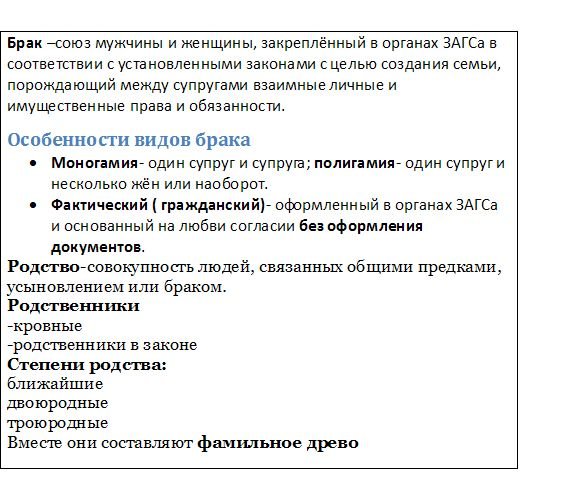 Брак –союз мужчины и женщины, закреплённый в органах ЗАГСа в
соответствии с установленными законами с целью создания семьи,
порождающий между супругами взаимные личные и
имущественные права и обязанности.
Особенности видов брака
• Моногамия- один супруг и супруга; полигамия- один супруг и
несколько жён или наоборот.
• Фактический ( гражданский)- оформленный в органах ЗАГСа
и основанный на любви согласии без оформления
документов.
Родство-совокупность людей, связанных общими предками,
усыновлением или браком.
Родственники
-кровные
-родственники в законе
Степени родства:
ближайшие
двоюродные
троюродные
Вместе они составляют фамильное древо